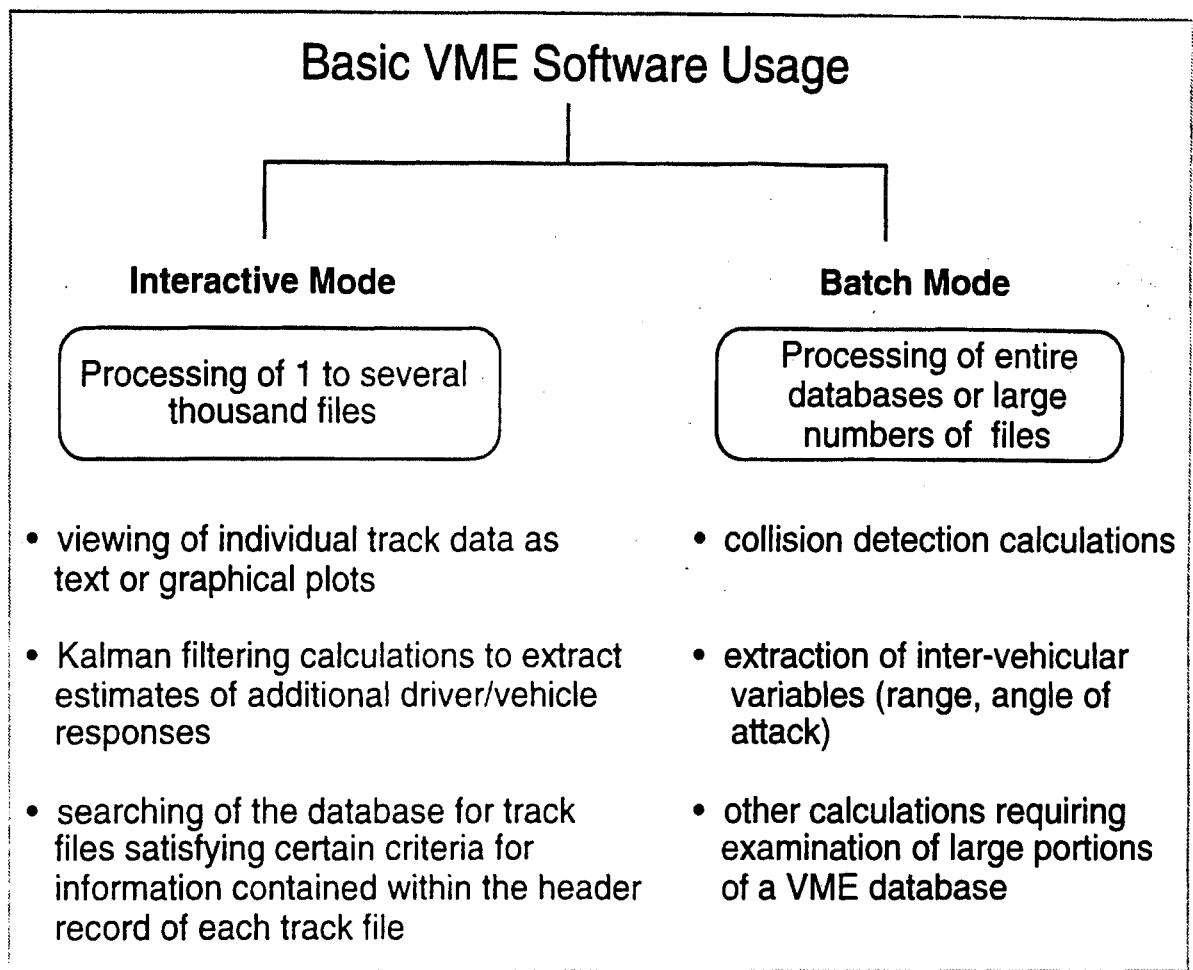 Basic VME Software Usage
Interactive Mode
Processing of 1 to several
thousand files
• viewing of individual track data as
text or graphical plots
• Kalman filtering calculations to extract
estimates of additional driver/vehicle
responses
• searching of the database for track
files satisfying certain criteria for
information contained within the header
record of each track file
Batch Mode
Processing of entire
databases or large
numbers of files
• collision detection calculations
• extraction of inter-vehicular
variables (range, angle of
attack)
• other calculations requiring
examination of large portions
of a VME database